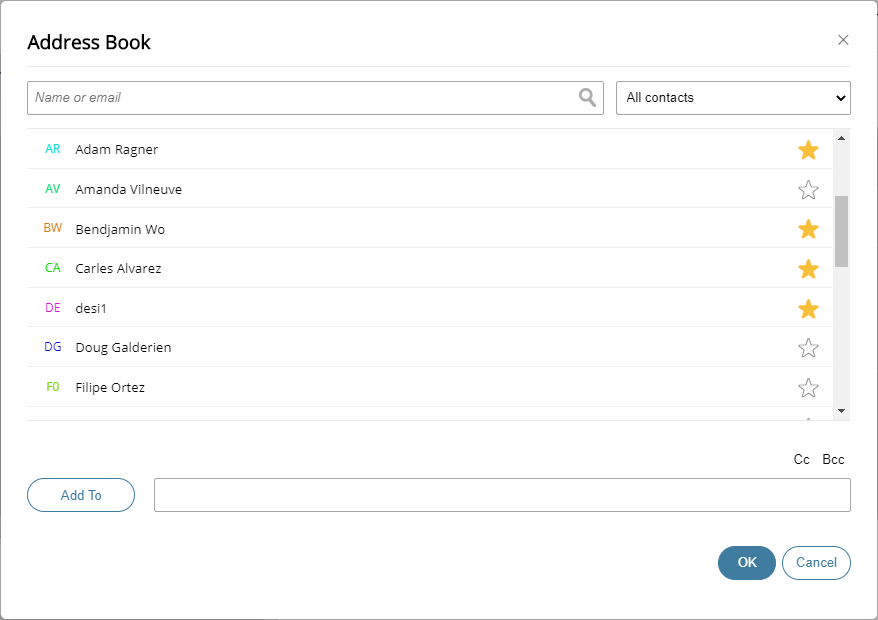 Address Book
Name or email
All contacts
AR Adam Ragner
AV Amanda Vilneuve
BW Bendjamin Wo
CA Carles Alvarez
DE desi1
DG Doug Galderien
FO Filipe Ortez
Cc Bcc
Add To
OK Cancel